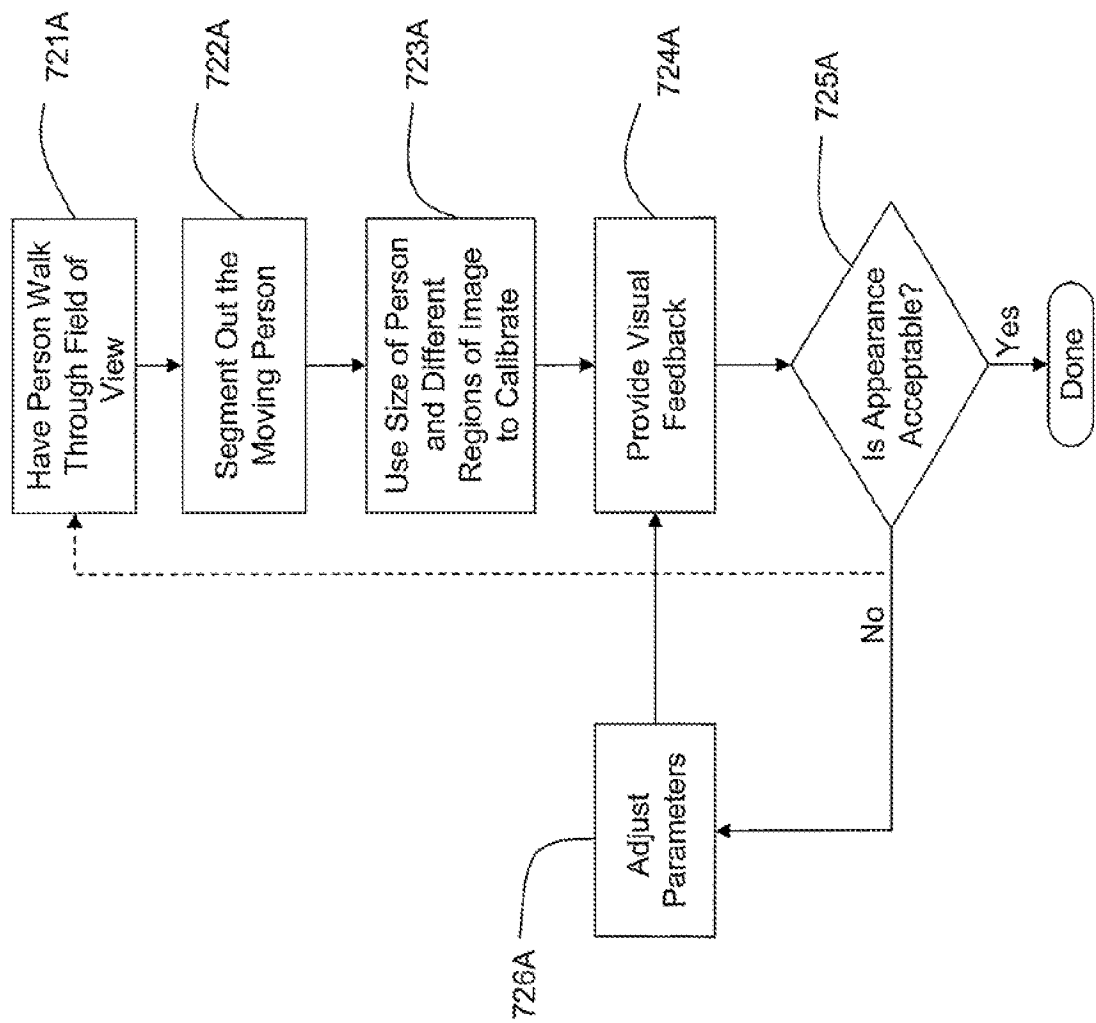 721A
Have Person Walk
Through Field of
View
722A
Segment Out the
Moving Person
723A
Use Size of Person
and Different
Regions of Image
to Calibrate
724A
Provide Visual
Feedback
725A
Is Appearance
Acceptable?
Yes
Done
No
726A
Adjust
Parameters